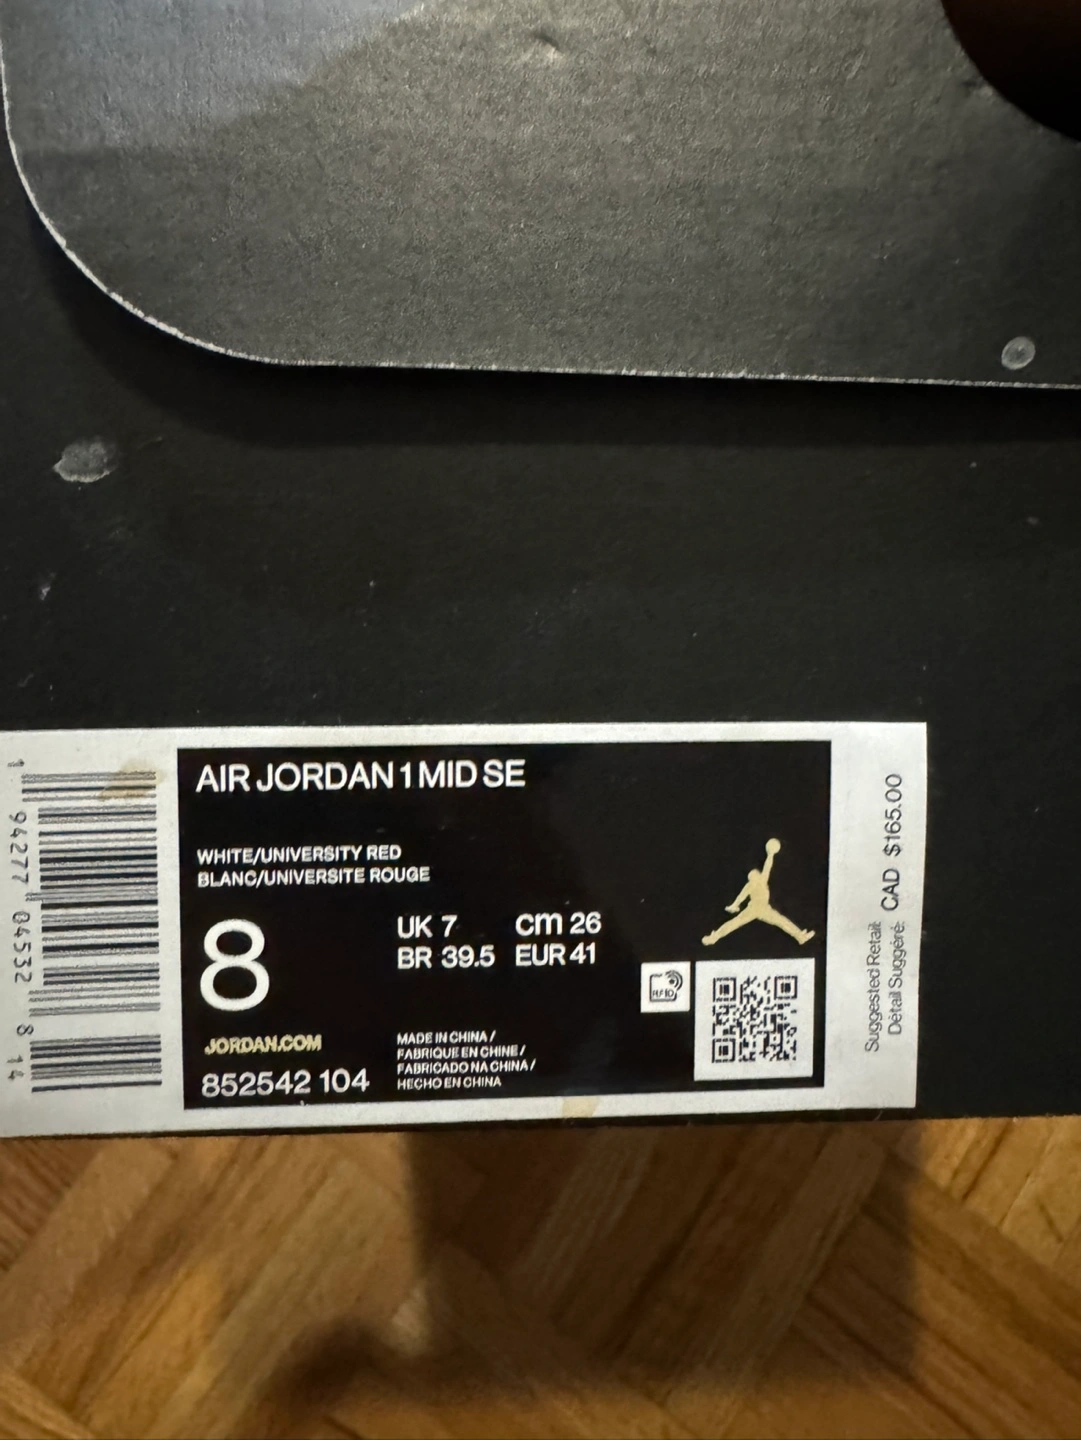 AIR JORDAN 1 MID SE
WHITE/UNIVERSITY RED
BLANC/UNIVERSITE ROUGE
8
UK 7 cm 26
BR 39.5 EUR 41
RFID
JORDAN.COM
852542 104
MADE IN CHINA /
FABRIQUE EN CHINE /
FABRICADO NA CHINA /
HECHO EN CHINA
1 94277 04532 8 14
Suggested Retail:
Détail Suggéré: CAD $165.00